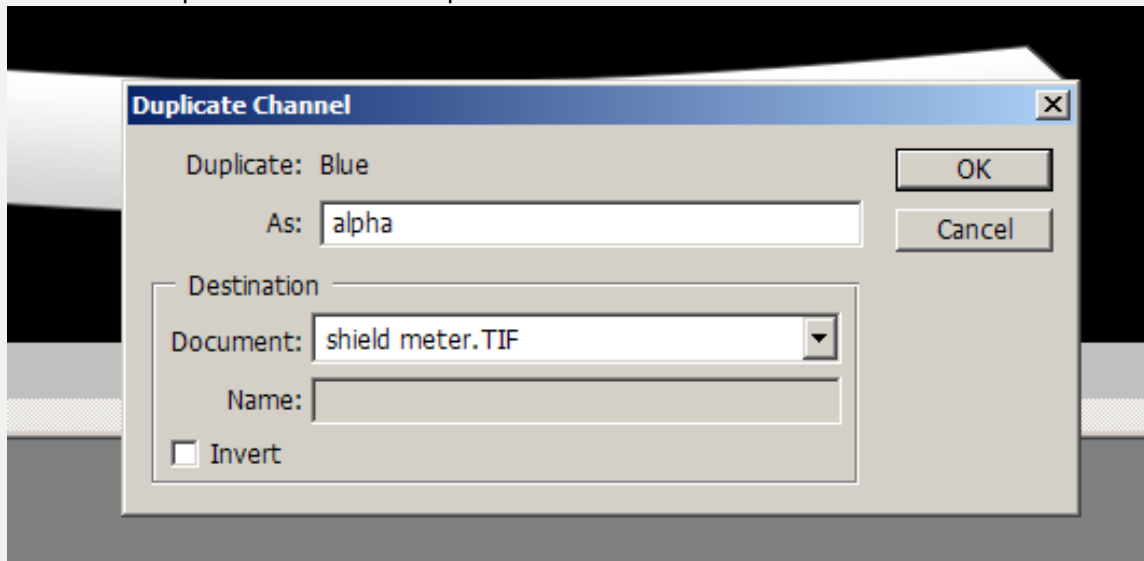 Duplicate Channel
Duplicate: Blue
OK
As: alpha
Cancel
Destination
Document: shield meter.TIF
Name:
Invert